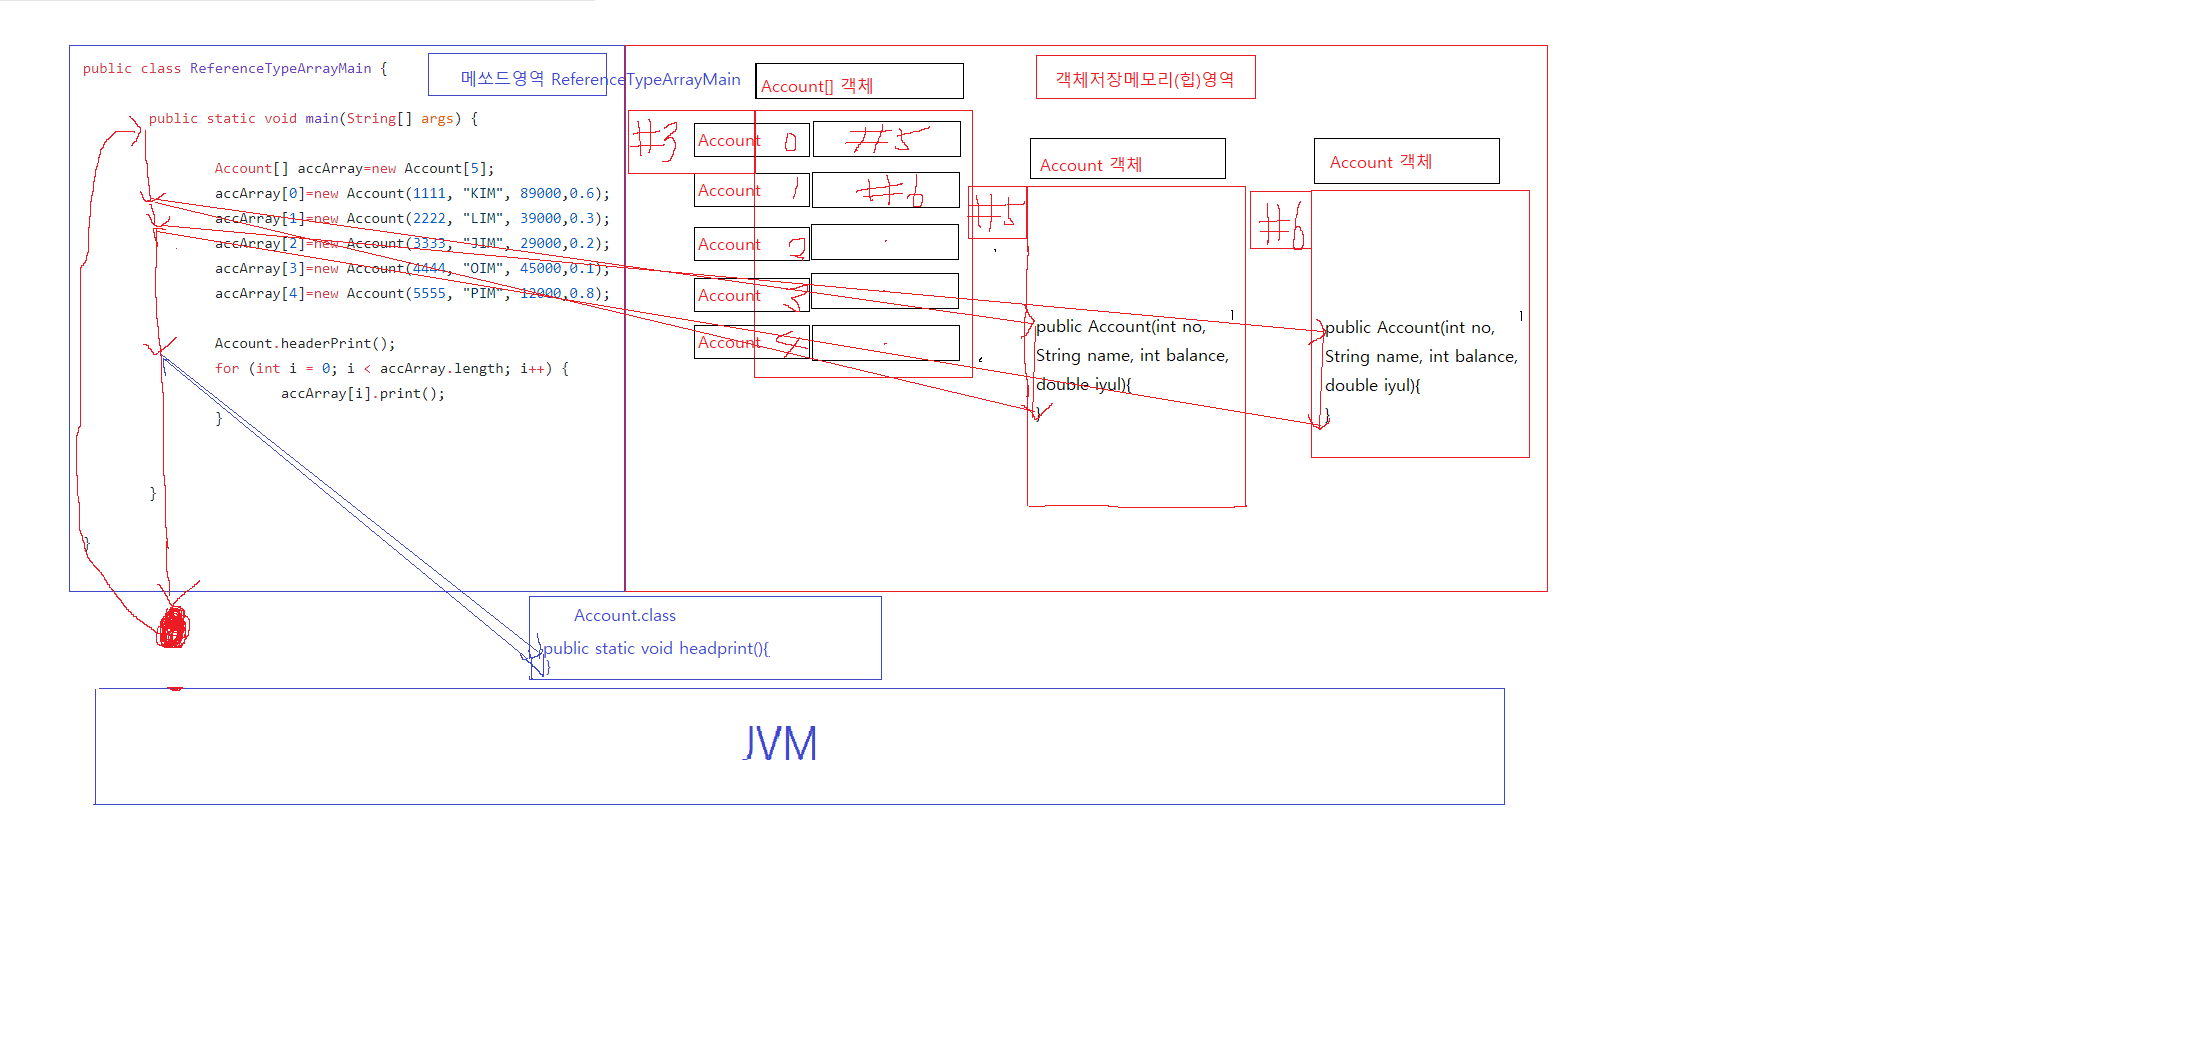 public class ReferenceTypeArrayMain {
메쏘드영역 ReferenceTypeArrayMain
public static void main(String[] args) {
Account[] accArray=new Account[5];
accArray[0]=new Account(1111, "KIM", 89000,0.6);
accArray[1]=new Account(2222, "LIM", 39000,0.3);
accArray[2]=new Account(3333, "JIM", 29000,0.2);
accArray[3]=new Account(4444, "OIM", 45000,0.1);
accArray[4]=new Account(5555, "PIM", 12000,0.8);
Account.headerPrint();
for (int i = 0; i < accArray.length; i++) {
accArray[i].print();
}
}
}
Account[] 객체
객체저장메모리(힙)영역
#3
Account 0 #5
Account 1 #6
Account 2
Account 3
Account 4
Account 객체
#5
public Account(int no,
String name, int balance,
double iyul){
}
Account 객체
#6
public Account(int no,
String name, int balance,
double iyul){
}
Account.class
public static void headprint(){
}
JVM